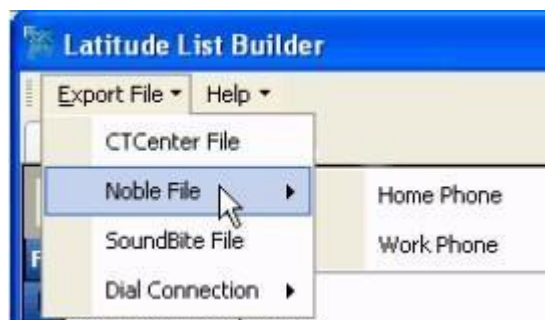 Latitude List Builder
Export File Help
CTCenter File
Noble File
Home Phone
SoundBite File
Work Phone
Dial Connection